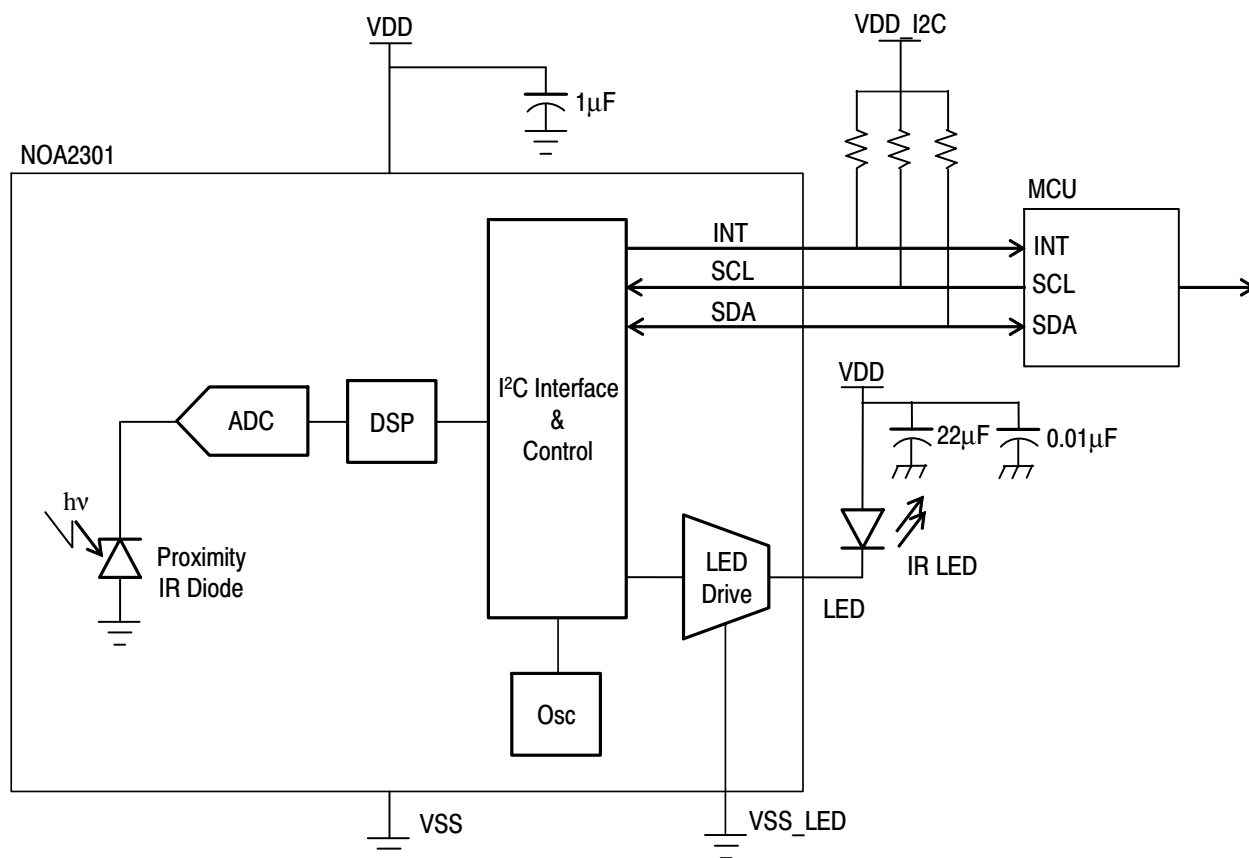 VDD
1μF
VDD_I2C
NOA2301
MCU
INT
INT
SCL
SCL
SDA
SDA
I²C Interface
&
Control
ADC
DSP
VDD
22μF
0.01μF
hν
Proximity
IR Diode
LED
Drive
IR LED
LED
Osc
VSS
VSS_LED